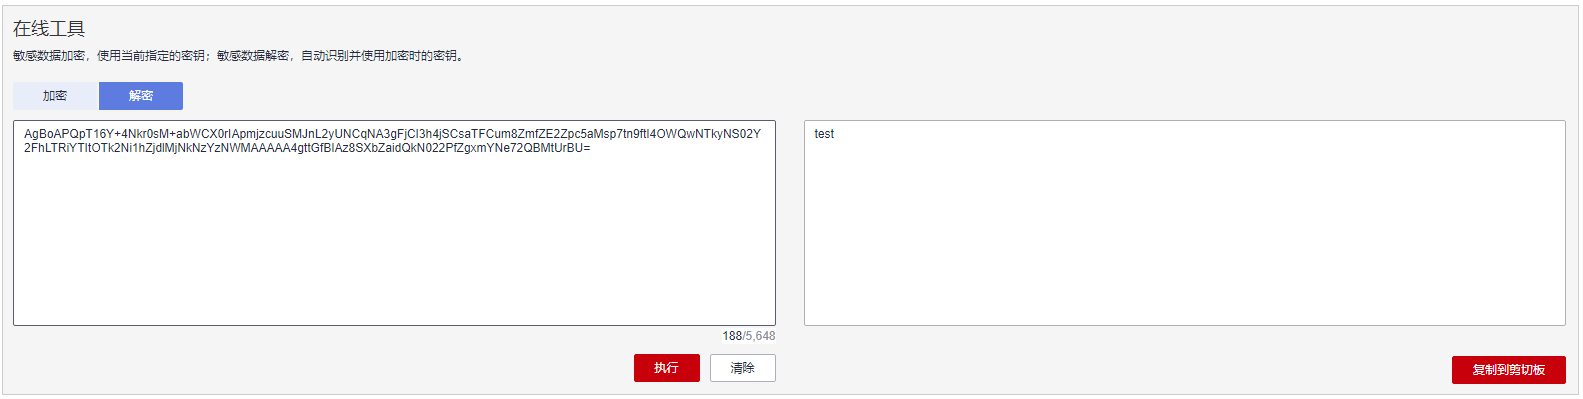 在线工具
敏感数据加密，使用当前指定的密钥；敏感数据解密，自动识别并使用加密时的密钥。
加密 解密
AgBoAPQpT16Y+4Nkr0sM+abWCX0rIApmjzcuuSMJnL2yUNCqNA3gFjCl3h4jSCsaTFCum8ZmfZE2Zpc5aMsp7tn9ftl4OWQwNTkyNS02Y
2FhLTRiYTItOTk2Ni1hZjdlMjNkNzYzNWMAAAAA4gttGfBIAz8SXbZaidQkN022PfZgxmYNe72QBMtUrBU=
test
188/5,648
执行 清除
复制到剪切板